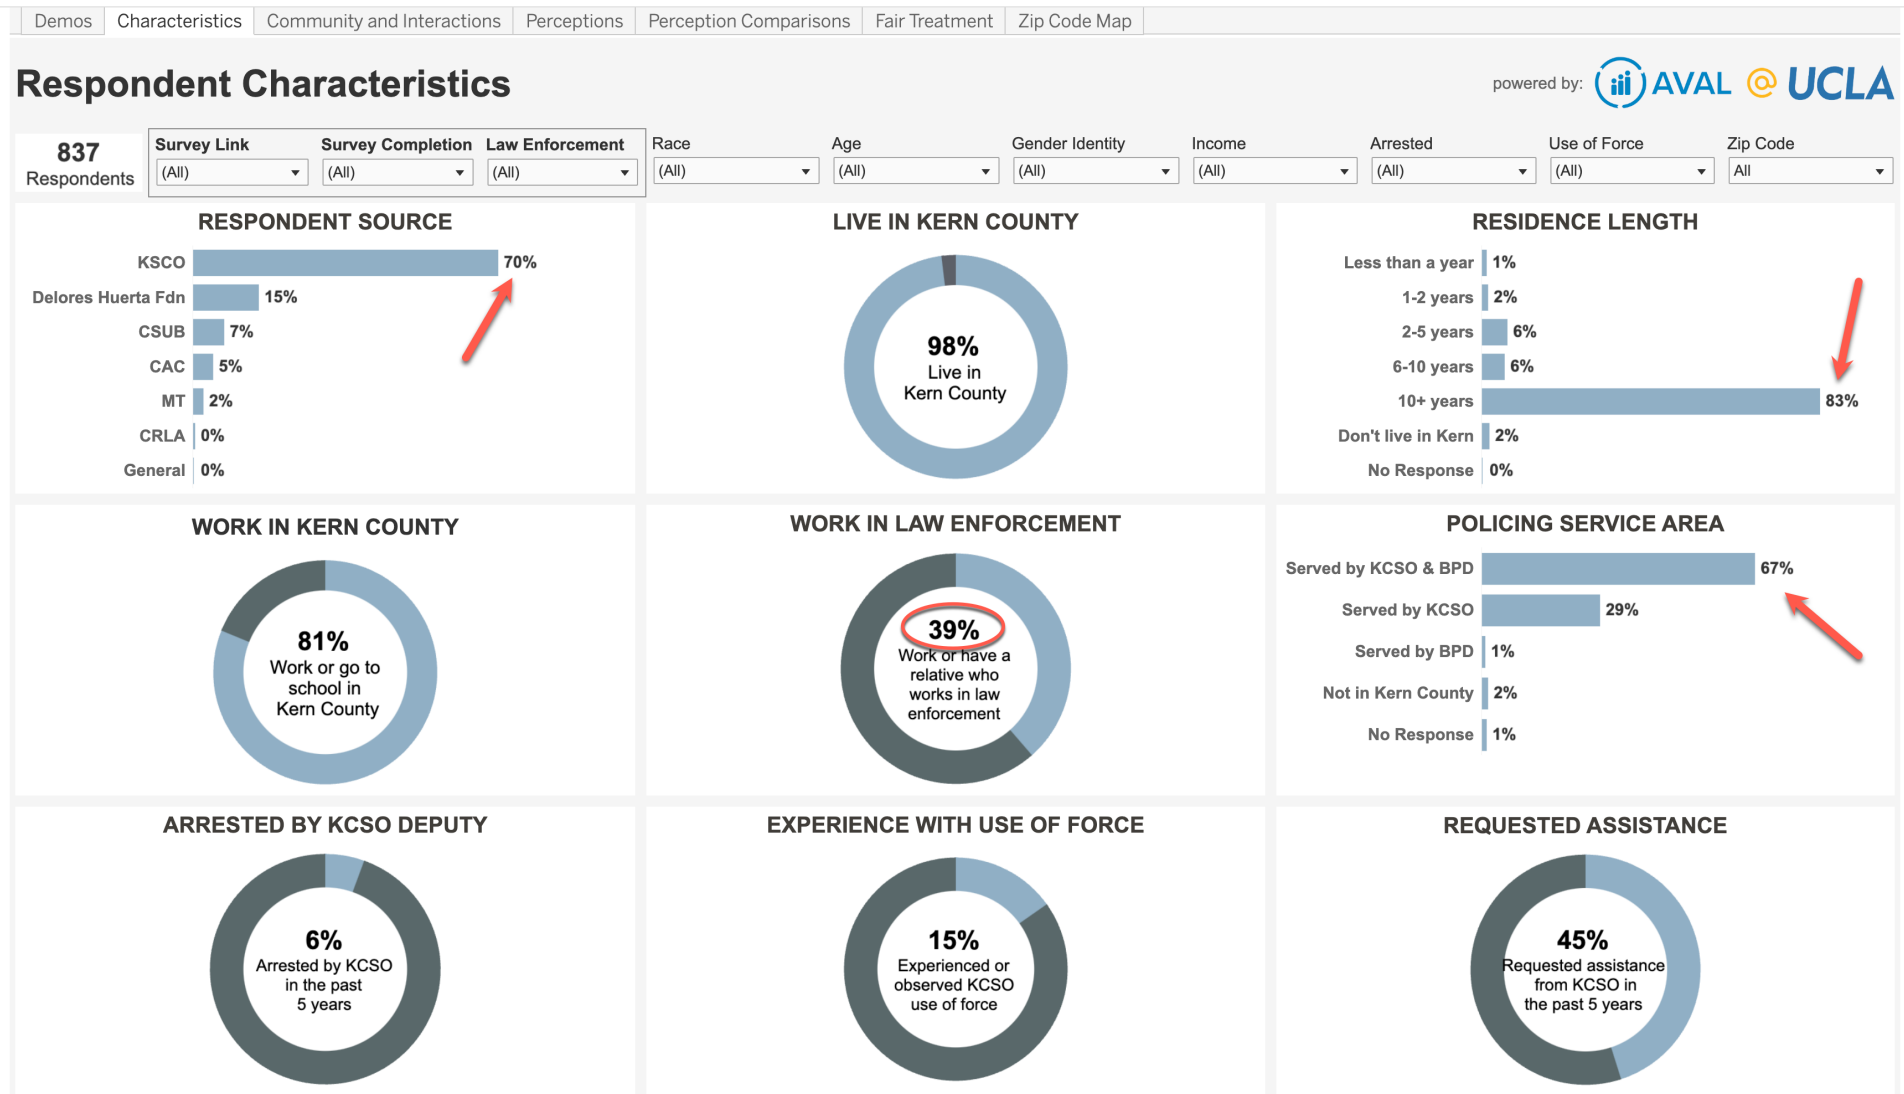 Demos Characteristics Community and Interactions Perceptions Perception Comparisons Fair Treatment Zip Code Map
Respondent Characteristics
powered by: AVAL @ UCLA
837
Respondents
Survey Link Survey Completion Law Enforcement Race Age Gender Identity Income Arrested Use of Force Zip Code
(All) (All) (All) (All) (All) (All) (All) (All) (All) All
RESPONDENT SOURCE
KSCO 70%
Delores Huerta Fdn 15%
CSUB 7%
CAC 5%
MT 2%
CRLA 0%
General 0%
LIVE IN KERN COUNTY
98%
Live in
Kern County
RESIDENCE LENGTH
Less than a year 1%
1-2 years 2%
2-5 years 6%
6-10 years 6%
10+ years 83%
Don't live in Kern 2%
No Response 0%
WORK IN KERN COUNTY
81%
Work or go to
school in
Kern County
WORK IN LAW ENFORCEMENT
39%
Work or have a
relative who
works in law
enforcement
POLICING SERVICE AREA
Served by KCSO & BPD 67%
Served by KCSO 29%
Served by BPD 1%
Not in Kern County 2%
No Response 1%
ARRESTED BY KCSO DEPUTY
6%
Arrested by KCSO
in the past
5 years
EXPERIENCE WITH USE OF FORCE
15%
Experienced or
observed KCSO
use of force
REQUESTED ASSISTANCE
45%
Requested assistance
from KCSO in
the past 5 years